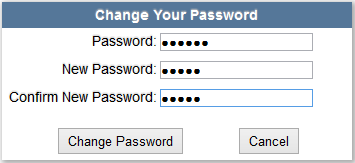 Change Your Password
Password: ••••••
New Password: •••••
Confirm New Password: •••••
Change Password Cancel